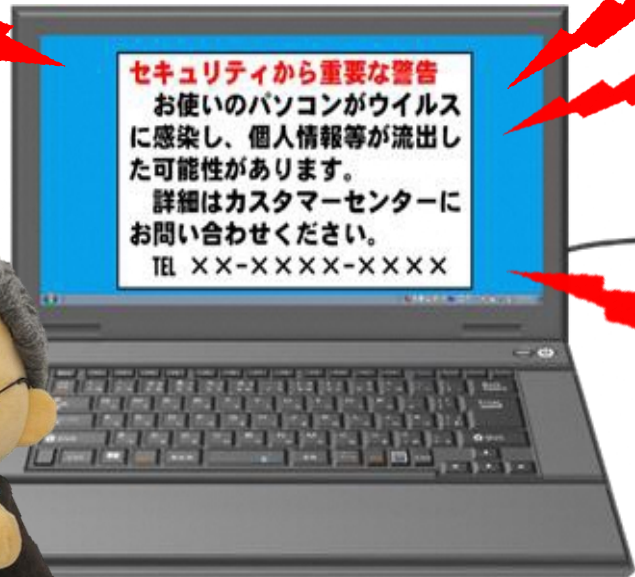 セキュリティから重要な警告
お使いのパソコンがウイルス
に感染し、個人情報等が流出し
た可能性があります。
詳細はカスタマーセンターに
お問い合わせください。
TEL ××-××××-××××